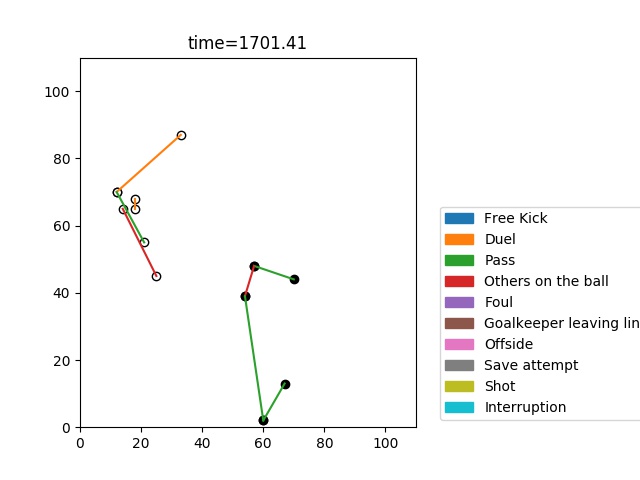 time=1701.41
100
80
60
40
20
0
0 20 40 60 80 100
Free Kick
Duel
Pass
Others on the ball
Foul
Goalkeeper leaving lin
Offside
Save attempt
Shot
Interruption